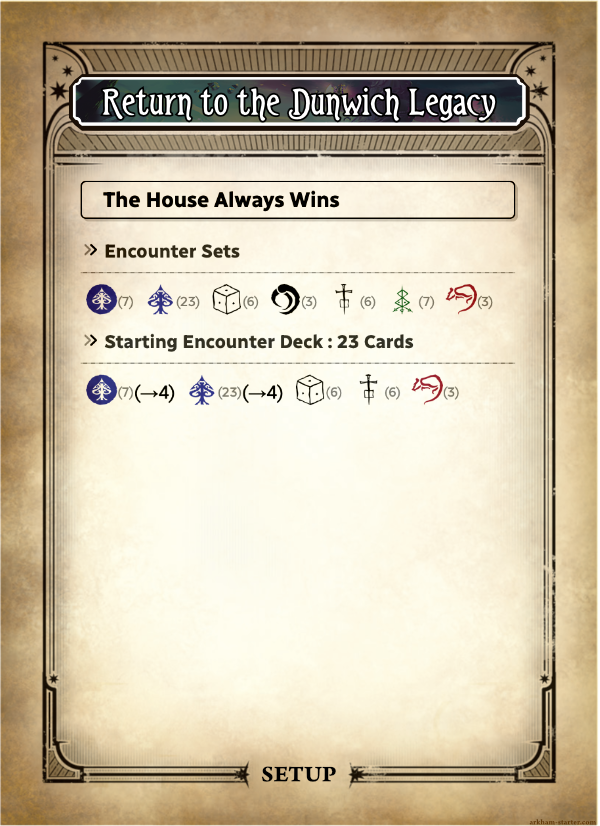 Return to the Dunwich Legacy
The House Always Wins
» Encounter Sets
(7) (23) (6) (3) (6) (7) (3)
» Starting Encounter Deck : 23 Cards
(7)(→4) (23)(→4) (6) (6) (3)
SETUP
arkham-starter.com